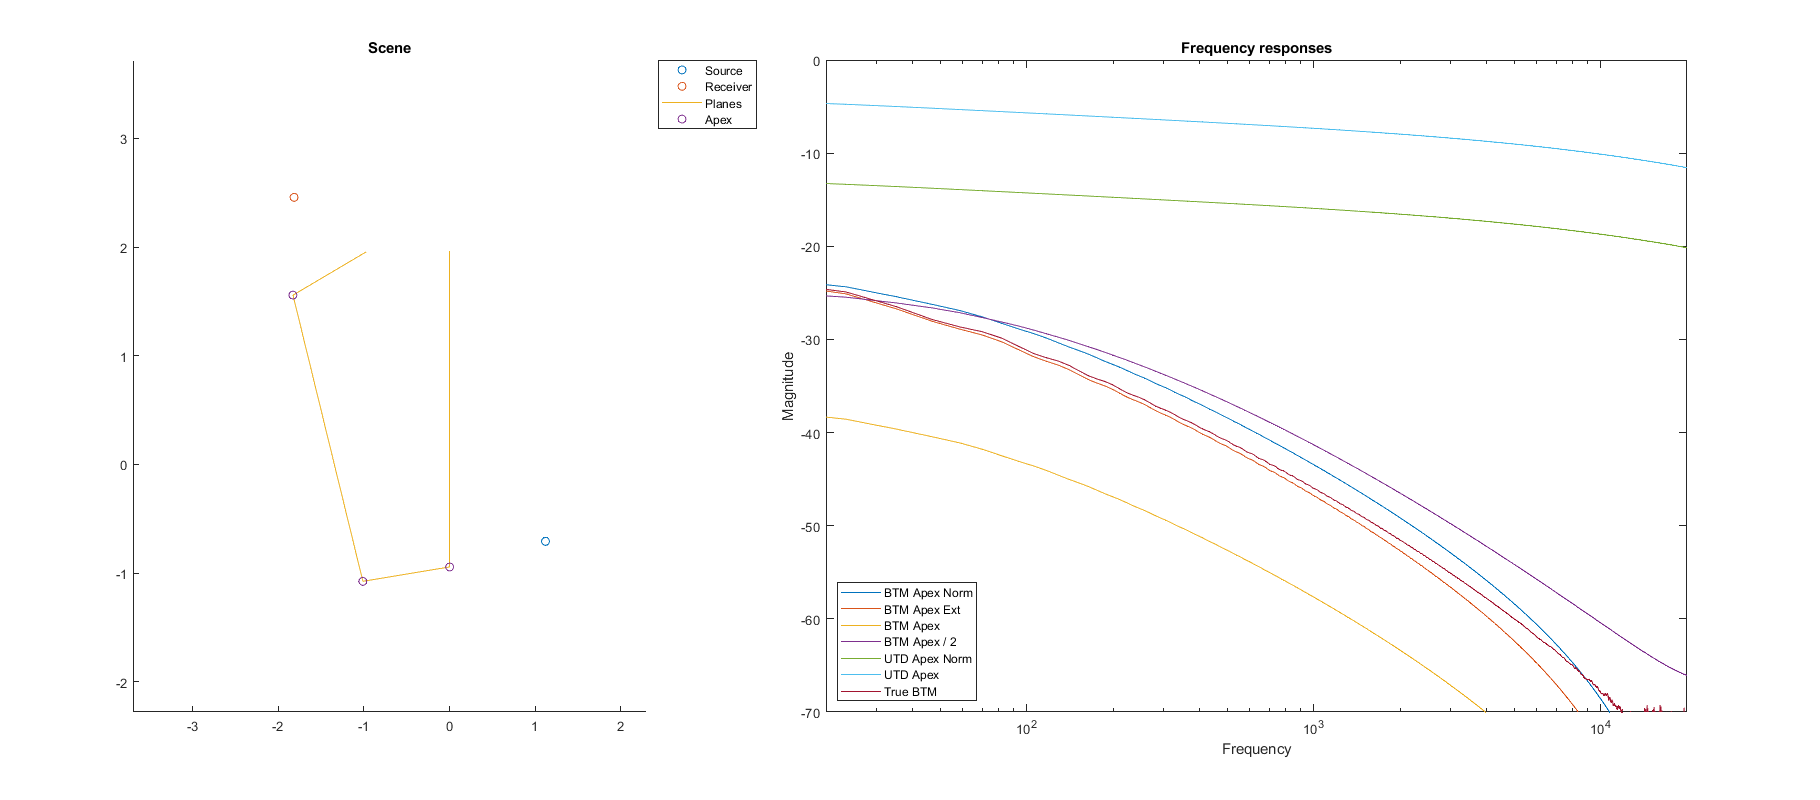 Scene
3
2
1
0
-1
-2
-3
-2
-1
0
1
2
Source
Receiver
Planes
Apex
Frequency responses
Magnitude
0
-10
-20
-30
-40
-50
-60
-70
BTM Apex Norm
BTM Apex Ext
BTM Apex
BTM Apex / 2
UTD Apex Norm
UTD Apex
True BTM
10^2
10^3
10^4
Frequency